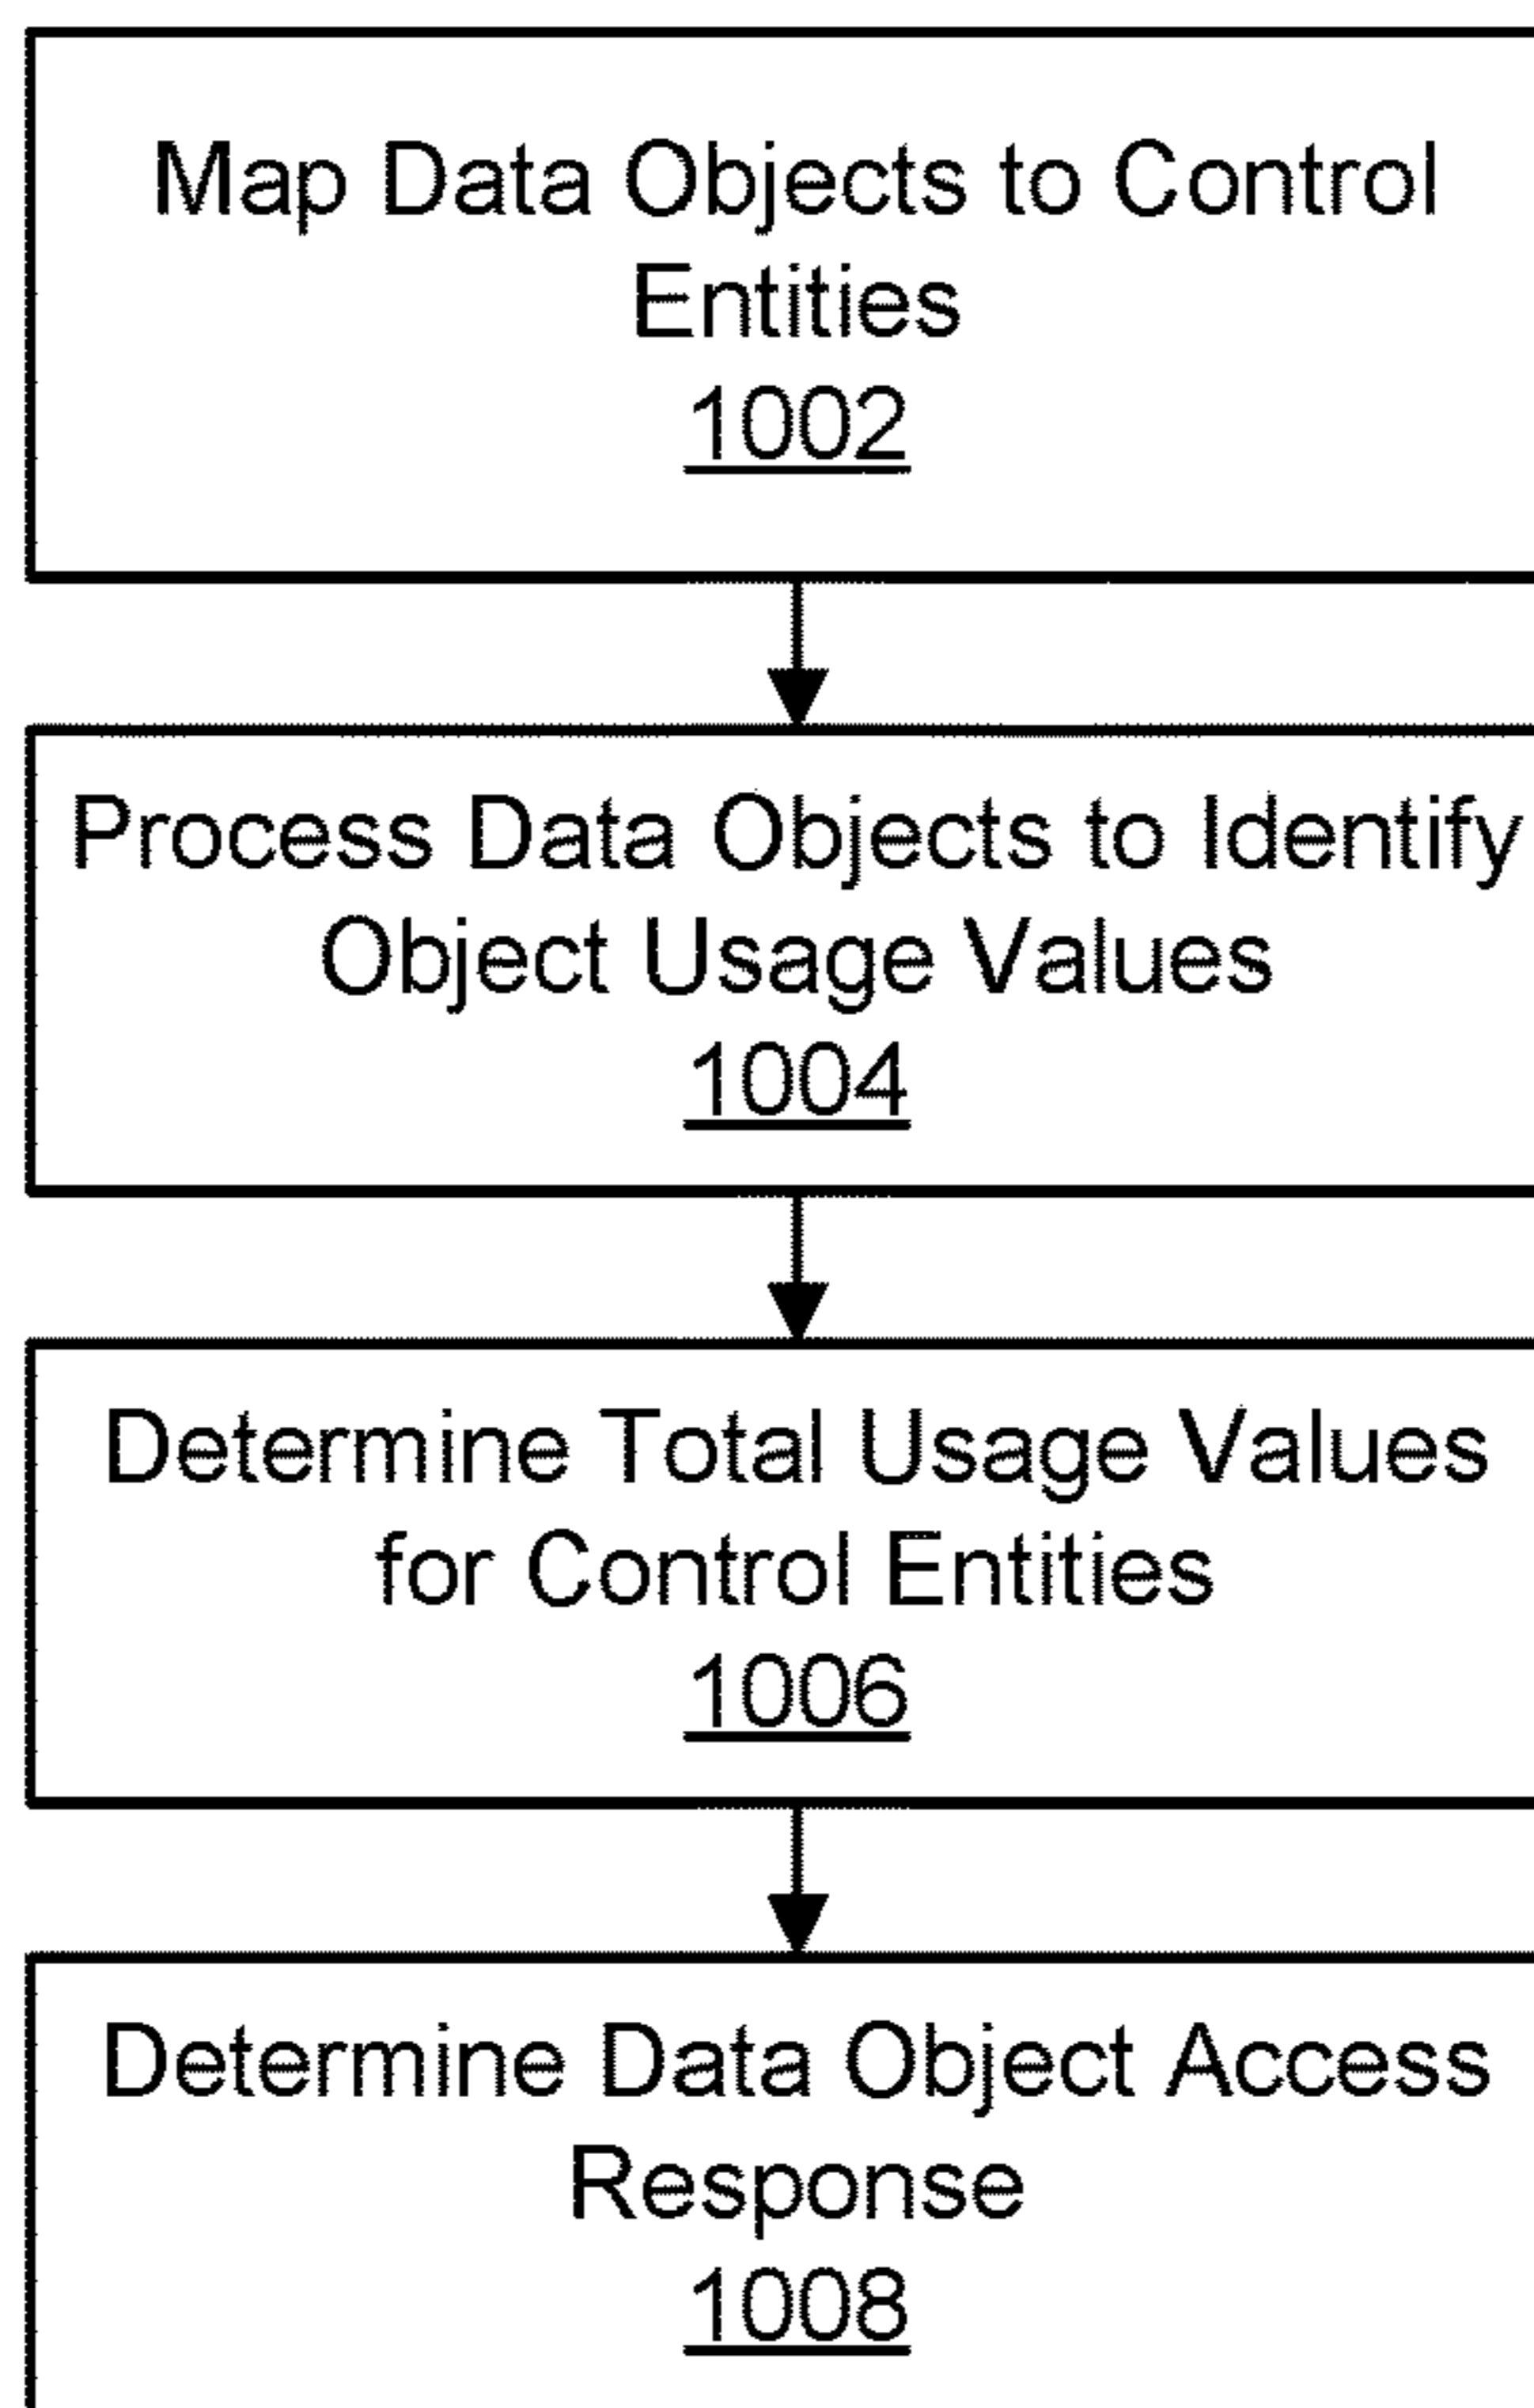 Map Data Objects to Control
Entities
1002
Process Data Objects to Identify
Object Usage Values
1004
Determine Total Usage Values
for Control Entities
1006
Determine Data Object Access
Response
1008